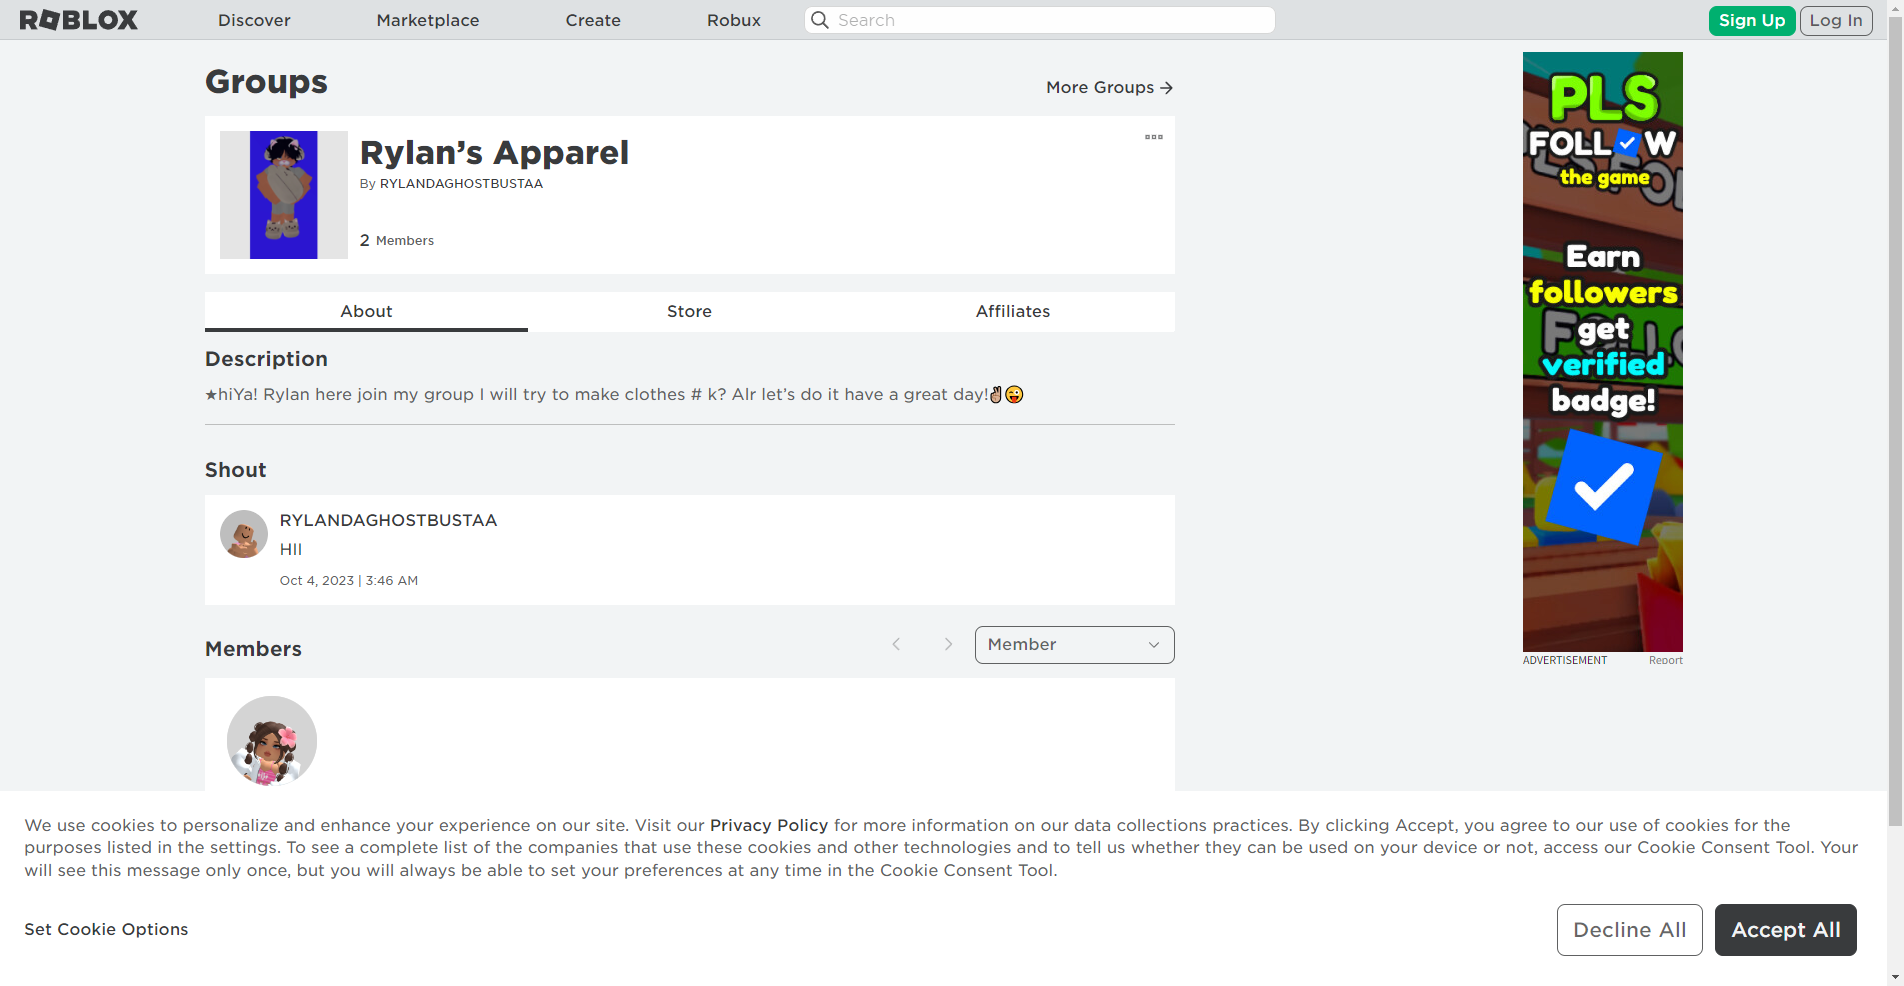 ROBLOX
Discover
Marketplace
Create
Robux
Search
Sign Up
Log In
Groups
More Groups →
Rylan’s Apparel
By RYLANDAGHOSTBUSTAA
2 Members
About
Store
Affiliates
Description
★hiYa! Rylan here join my group I will try to make clothes # k? Alr let’s do it have a great day!✌🏽😜
Shout
RYLANDAGHOSTBUSTAA
HII
Oct 4, 2023 | 3:46 AM
Members
Member
PLS
FOLLOW
the game
Earn
followers
get
verified
badge!
ADVERTISEMENT
Report
We use cookies to personalize and enhance your experience on our site. Visit our Privacy Policy for more information on our data collections practices. By clicking Accept, you agree to our use of cookies for the
purposes listed in the settings. To see a complete list of the companies that use these cookies and other technologies and to tell us whether they can be used on your device or not, access our Cookie Consent Tool. Your
will see this message only once, but you will always be able to set your preferences at any time in the Cookie Consent Tool.
Set Cookie Options
Decline All
Accept All